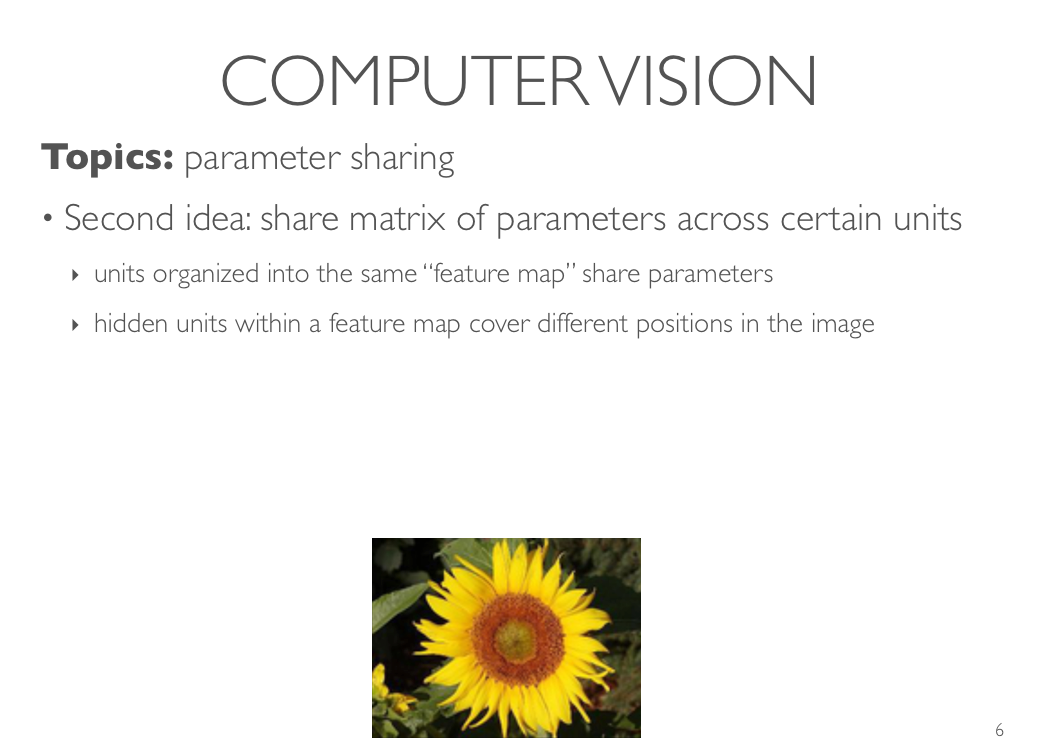 COMPUTER VISION
Topics: parameter sharing
• Second idea: share matrix of parameters across certain units
‣ units organized into the same “feature map” share parameters
‣ hidden units within a feature map cover different positions in the image
6